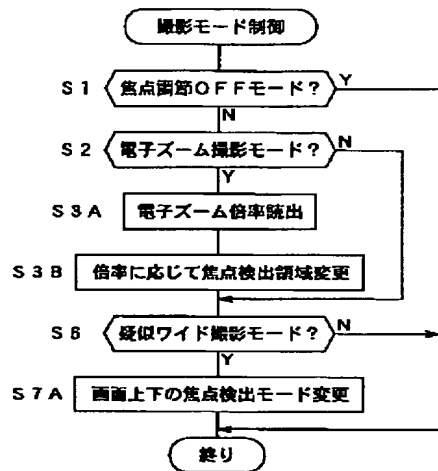 撮影モード制御
S1 焦点調節OFFモード? Y
N
S2 電子ズーム撮影モード? N
Y
S3A 電子ズーム倍率読出
S3B 倍率に応じて焦点検出領域変更
S6 疑似ワイド撮影モード? N
Y
S7A 画面上下の焦点検出モード変更
終り